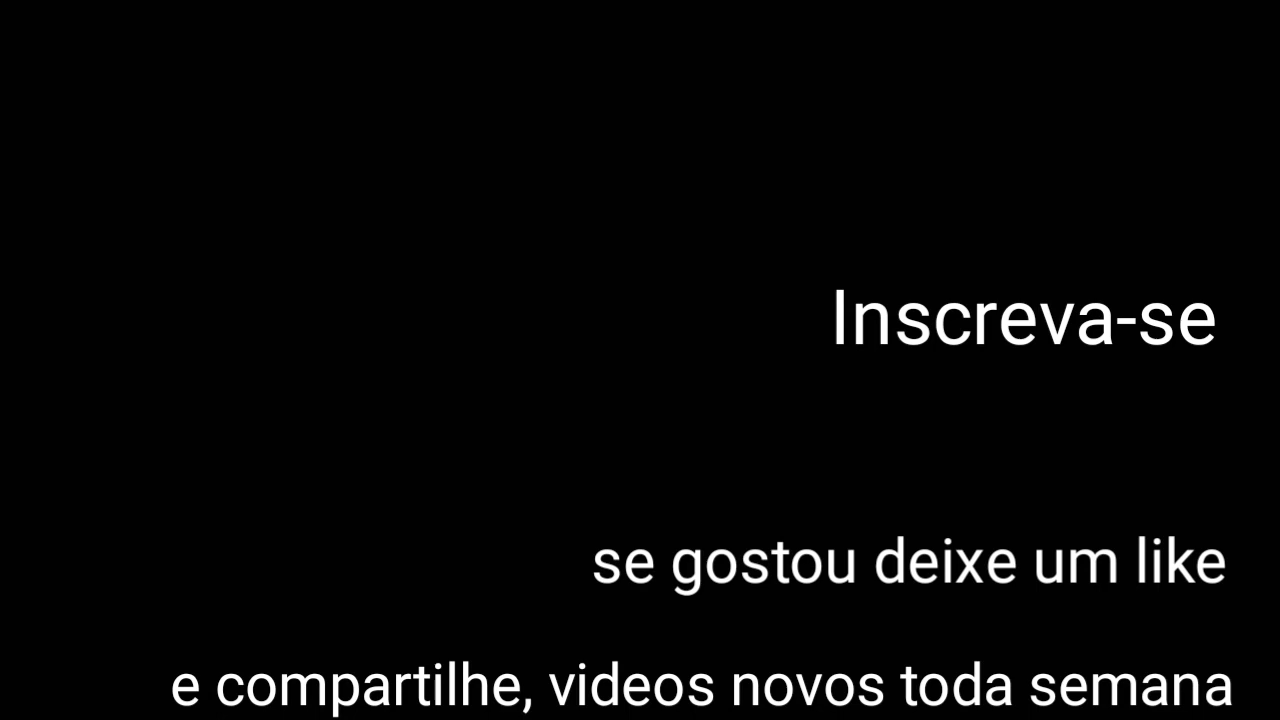 Inscreva-se
se gostou deixe um like
e compartilhe, videos novos toda semana